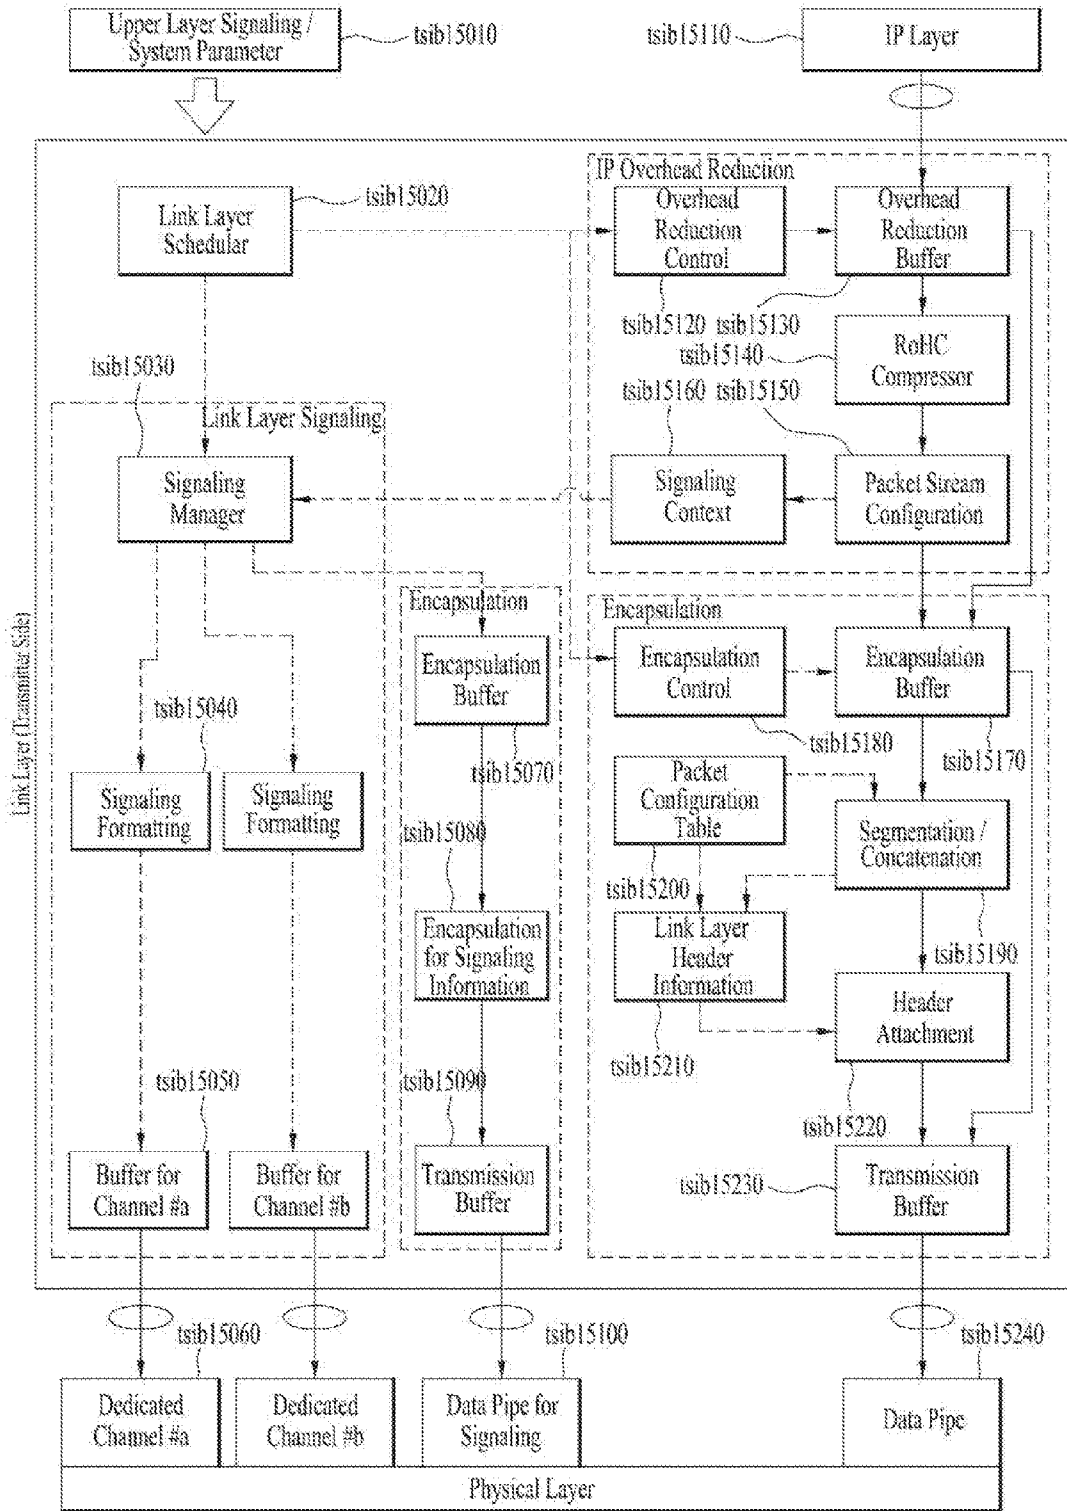 Upper Layer Signaling /
System Parameter
tsib15010
tsib15110
IP Layer
IP Overhead Reduction
Link Layer
Schedular
tsib15020
Overhead
Reduction
Control
Overhead
Reduction
Buffer
tsib15120
tsib15130
tsib15140
RoHC
Compressor
tsib15030
tsib15160
tsib15150
Link Layer Signaling
Signaling
Manager
Signaling
Context
Packet Stream
Configuration
Link Layer (Transmitter Side)
Encapsulation
Encapsulation
Encapsulation
Buffer
Encapsulation
Control
Encapsulation
Buffer
tsib15040
tsib15070
tsib15180
tsib15170
Signaling
Formatting
Signaling
Formatting
Packet
Configuration
Table
Segmentation /
Concatenation
tsib15080
tsib15200
Encapsulation
for Signaling
Information
Link Layer
Header
Information
tsib15190
Header
Attachment
tsib15210
tsib15050
tsib15090
tsib15220
Buffer for
Channel #a
Buffer for
Channel #b
Transmission
Buffer
tsib15230
Transmission
Buffer
tsib15060
tsib15100
tsib15240
Dedicated
Channel #a
Dedicated
Channel #b
Data Pipe for
Signaling
Data Pipe
Physical Layer